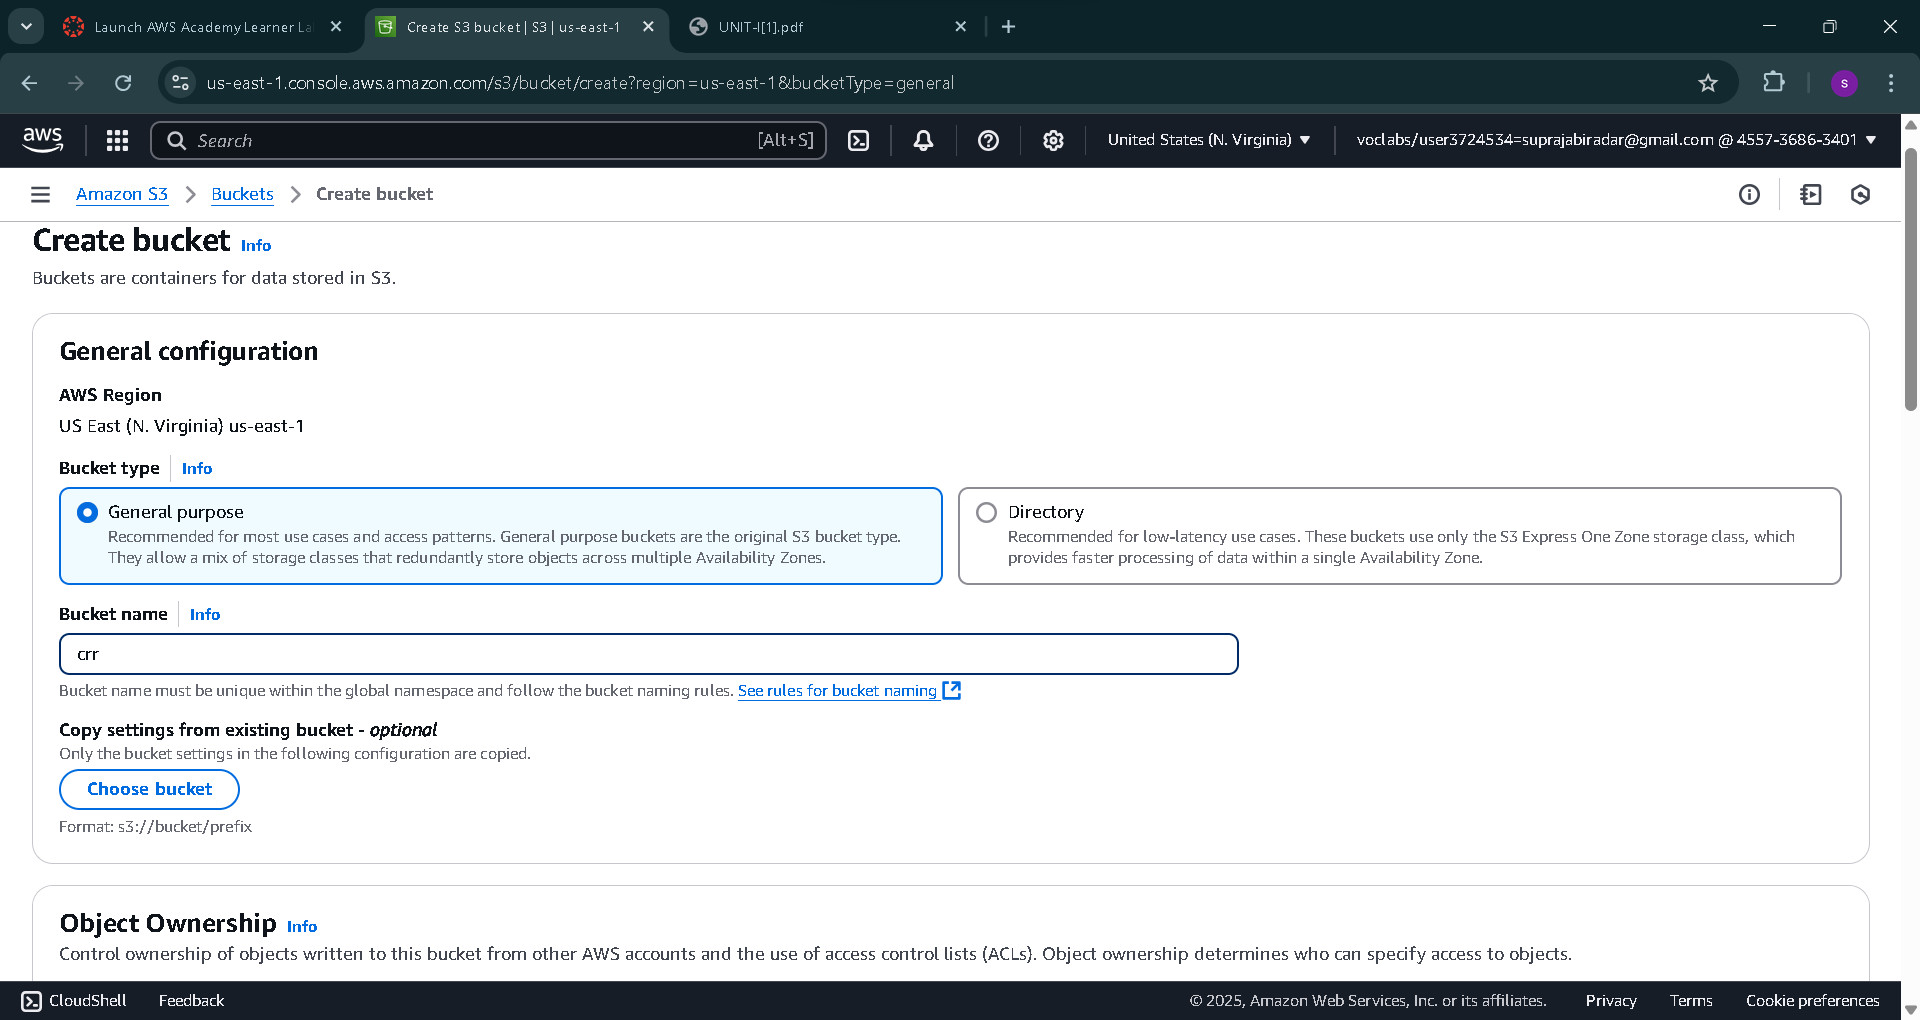 Launch AWS Academy Learner La
Create S3 bucket | S3 | us-east-1
UNIT-I[1].pdf
us-east-1.console.aws.amazon.com/s3/bucket/create?region=us-east-1&bucketType=general
s
aws
Search
[Alt+S]
United States (N. Virginia)
voclabs/user3724534=suprajabiradar@gmail.com @ 4557-3686-3401
Amazon S3
Buckets
Create bucket
Create bucket Info
Buckets are containers for data stored in S3.
General configuration
AWS Region
US East (N. Virginia) us-east-1
Bucket type Info
General purpose
Recommended for most use cases and access patterns. General purpose buckets are the original S3 bucket type.
They allow a mix of storage classes that redundantly store objects across multiple Availability Zones.
Directory
Recommended for low-latency use cases. These buckets use only the S3 Express One Zone storage class, which
provides faster processing of data within a single Availability Zone.
Bucket name Info
crr
Bucket name must be unique within the global namespace and follow the bucket naming rules. See rules for bucket naming
Copy settings from existing bucket - optional
Only the bucket settings in the following configuration are copied.
Choose bucket
Format: s3://bucket/prefix
Object Ownership Info
Control ownership of objects written to this bucket from other AWS accounts and the use of access control lists (ACLs). Object ownership determines who can specify access to objects.
CloudShell
Feedback
© 2025, Amazon Web Services, Inc. or its affiliates.
Privacy
Terms
Cookie preferences